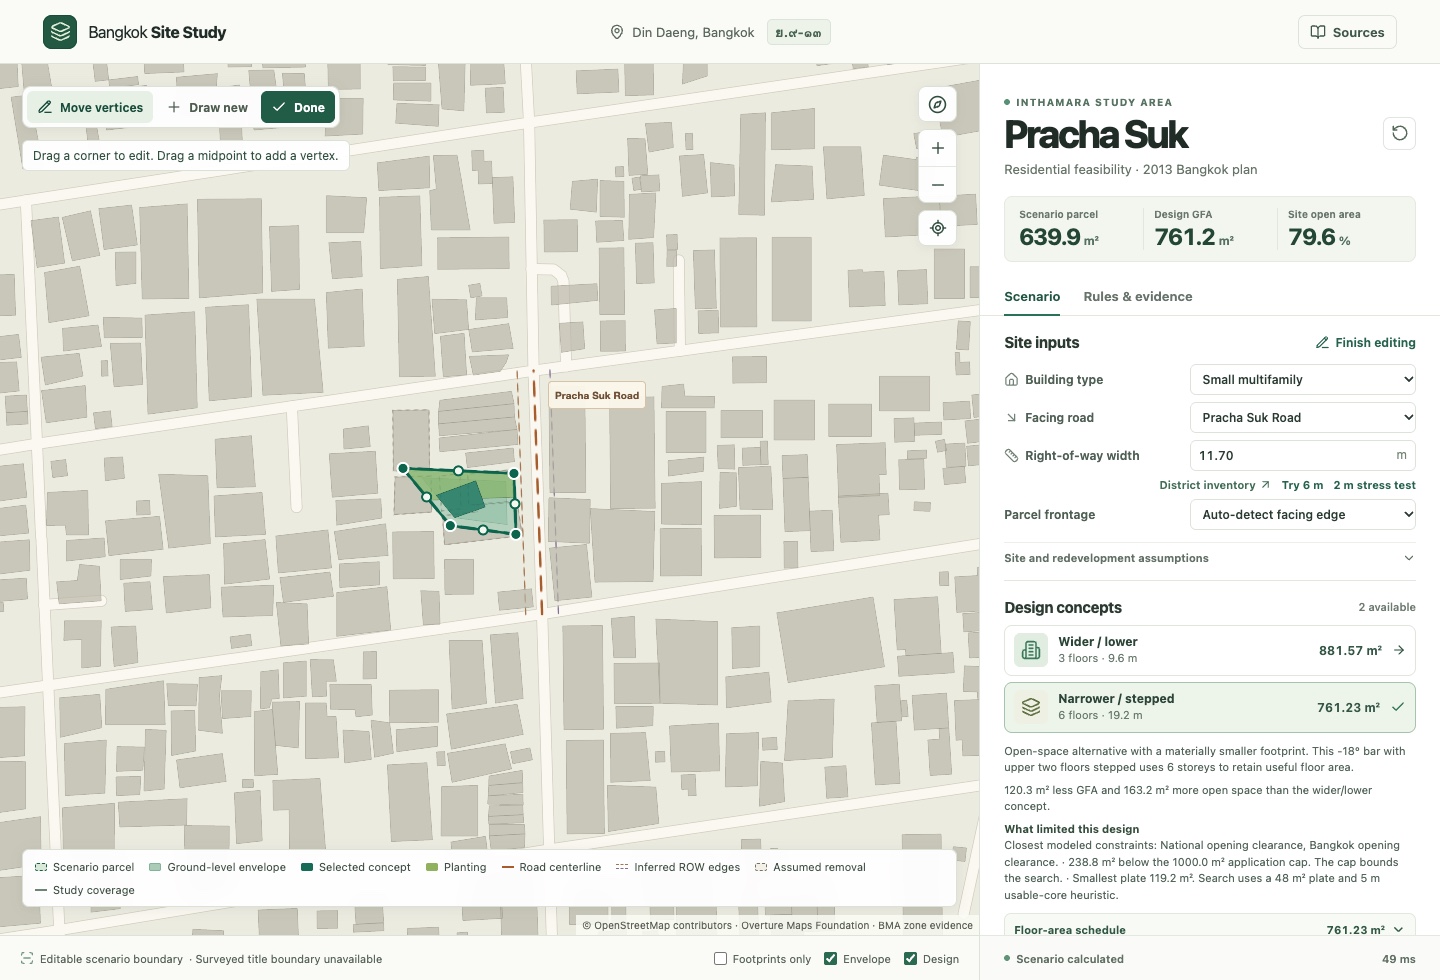 Bangkok Site Study
Din Daeng, Bangkok
ย.๙-๑๓
Sources
Move vertices
Draw new
Done
Drag a corner to edit. Drag a midpoint to add a vertex.
Pracha Suk Road
Scenario parcel
Ground-level envelope
Selected concept
Planting
Road centerline
Inferred ROW edges
Assumed removal
Study coverage
© OpenStreetMap contributors · Overture Maps Foundation · BMA zone evidence
Editable scenario boundary · Surveyed title boundary unavailable
Footprints only
Envelope
Design
INTHAMARA STUDY AREA
Pracha Suk
Residential feasibility · 2013 Bangkok plan
Scenario parcel
639.9 m²
Design GFA
761.2 m²
Site open area
79.6 %
Scenario
Rules & evidence
Site inputs
Finish editing
Building type
Small multifamily
Facing road
Pracha Suk Road
Right-of-way width
11.70 m
District inventory
Try 6 m
2 m stress test
Parcel frontage
Auto-detect facing edge
Site and redevelopment assumptions
Design concepts
2 available
Wider / lower
3 floors · 9.6 m
881.57 m²
Narrower / stepped
6 floors · 19.2 m
761.23 m²
Open-space alternative with a materially smaller footprint. This -18° bar with
upper two floors stepped uses 6 storeys to retain useful floor area.
120.3 m² less GFA and 163.2 m² more open space than the wider/lower
concept.
What limited this design
Closest modeled constraints: National opening clearance, Bangkok opening
clearance. · 238.8 m² below the 1000.0 m² application cap. The cap bounds
the search. · Smallest plate 119.2 m². Search uses a 48 m² plate and 5 m
usable-core heuristic.
Floor-area schedule
761.23 m²
Scenario calculated
49 ms